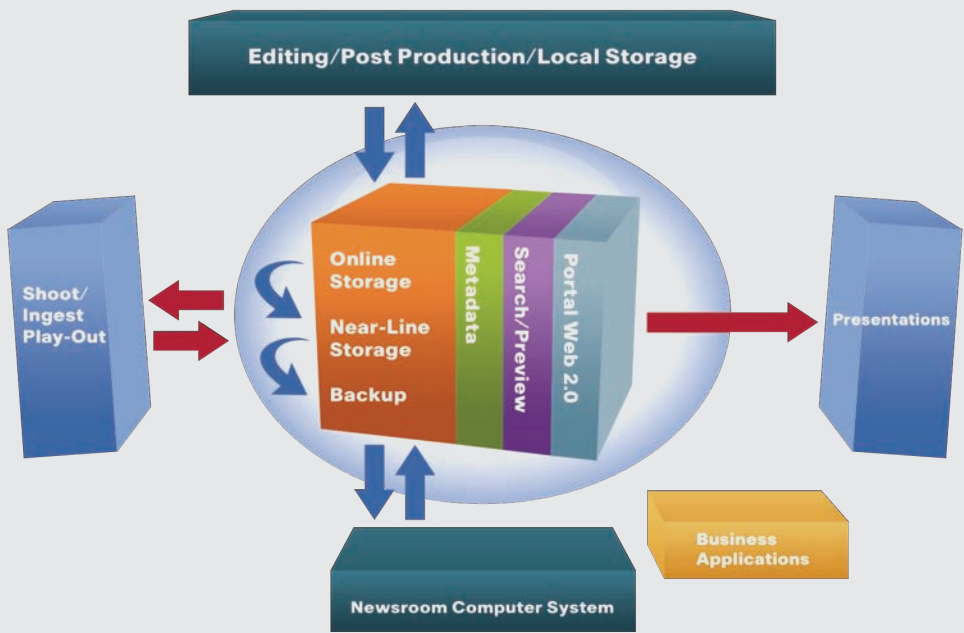 Editing/Post Production/Local Storage
Shoot/
Ingest
Play-Out
Online
Storage
Near-Line
Storage
Backup
Metadata
Search/Preview
Portal Web 2.0
Presentations
Business
Applications
Newsroom Computer System